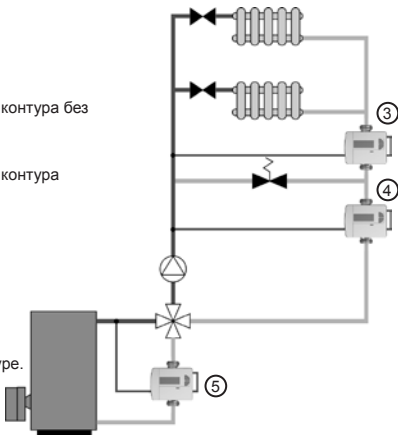 контура без
③
контура
④
уре.
⑤